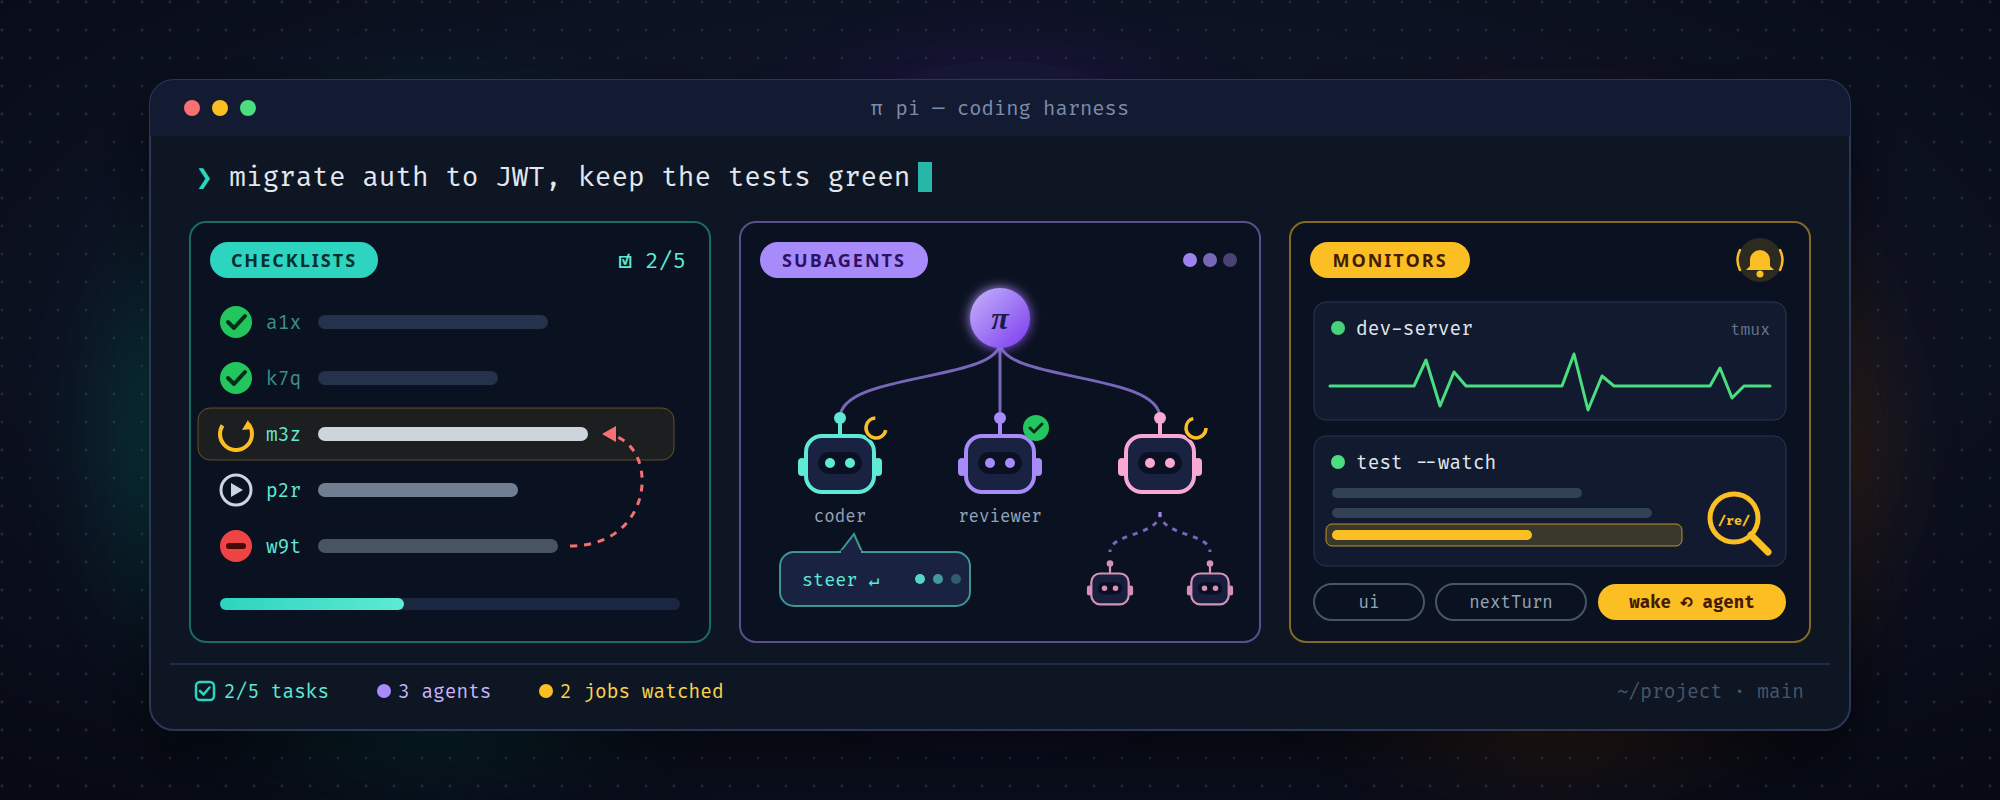 π pi — coding harness
❯ migrate auth to JWT, keep the tests green
CHECKLISTS
☑ 2/5
a1x
k7q
m3z
p2r
w9t
SUBAGENTS
π
coder
reviewer
steer ↵
MONITORS
dev-server
tmux
test --watch
/re/
ui
nextTurn
wake ⟲ agent
2/5 tasks
3 agents
2 jobs watched
~/project · main